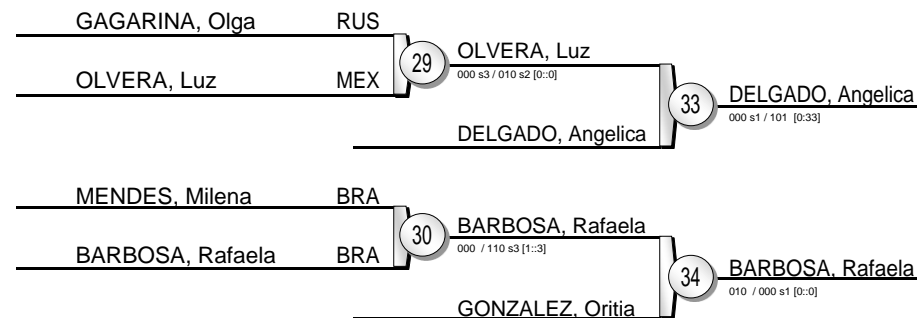 GAGARINA, Olga RUS
29
OLVERA, Luz
000 s3 / 010 s2 [0::0]
OLVERA, Luz MEX
33
DELGADO, Angelica
000 s1 / 101 [0:33]
DELGADO, Angelica
MENDES, Milena BRA
30
BARBOSA, Rafaela
000 / 110 s3 [1::3]
BARBOSA, Rafaela BRA
34
BARBOSA, Rafaela
010 / 000 s1 [0::0]
GONZALEZ, Oritia